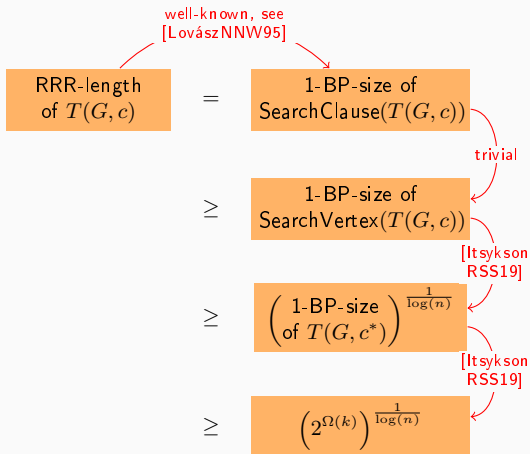 well-known, see
[LovászNNW95]
RRR-length
of T(G, c)
=
1-BP-size of
SearchClause(T(G, c))
trivial
≥
1-BP-size of
SearchVertex(T(G, c))
[Itsykson
RSS19]
≥
(1-BP-size
of T(G, c*))^{1/log(n)}
[Itsykson
RSS19]
≥
(2^{Ω(k)})^{1/log(n)}